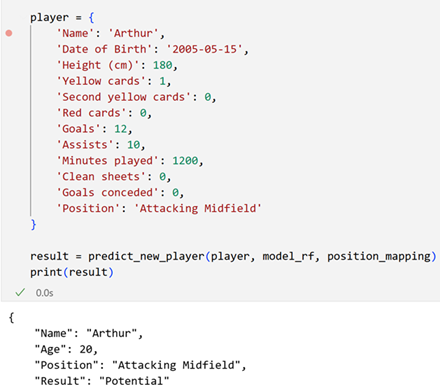 player = {
    'Name': 'Arthur',
    'Date of Birth': '2005-05-15',
    'Height (cm)': 180,
    'Yellow cards': 1,
    'Second yellow cards': 0,
    'Red cards': 0,
    'Goals': 12,
    'Assists': 10,
    'Minutes played': 1200,
    'Clean sheets': 0,
    'Goals conceded': 0,
    'Position': 'Attacking Midfield'
}
result = predict_new_player(player, model_rf, position_mapping)
print(result)
0.0s
{
    "Name": "Arthur",
    "Age": 20,
    "Position": "Attacking Midfield",
    "Result": "Potential"